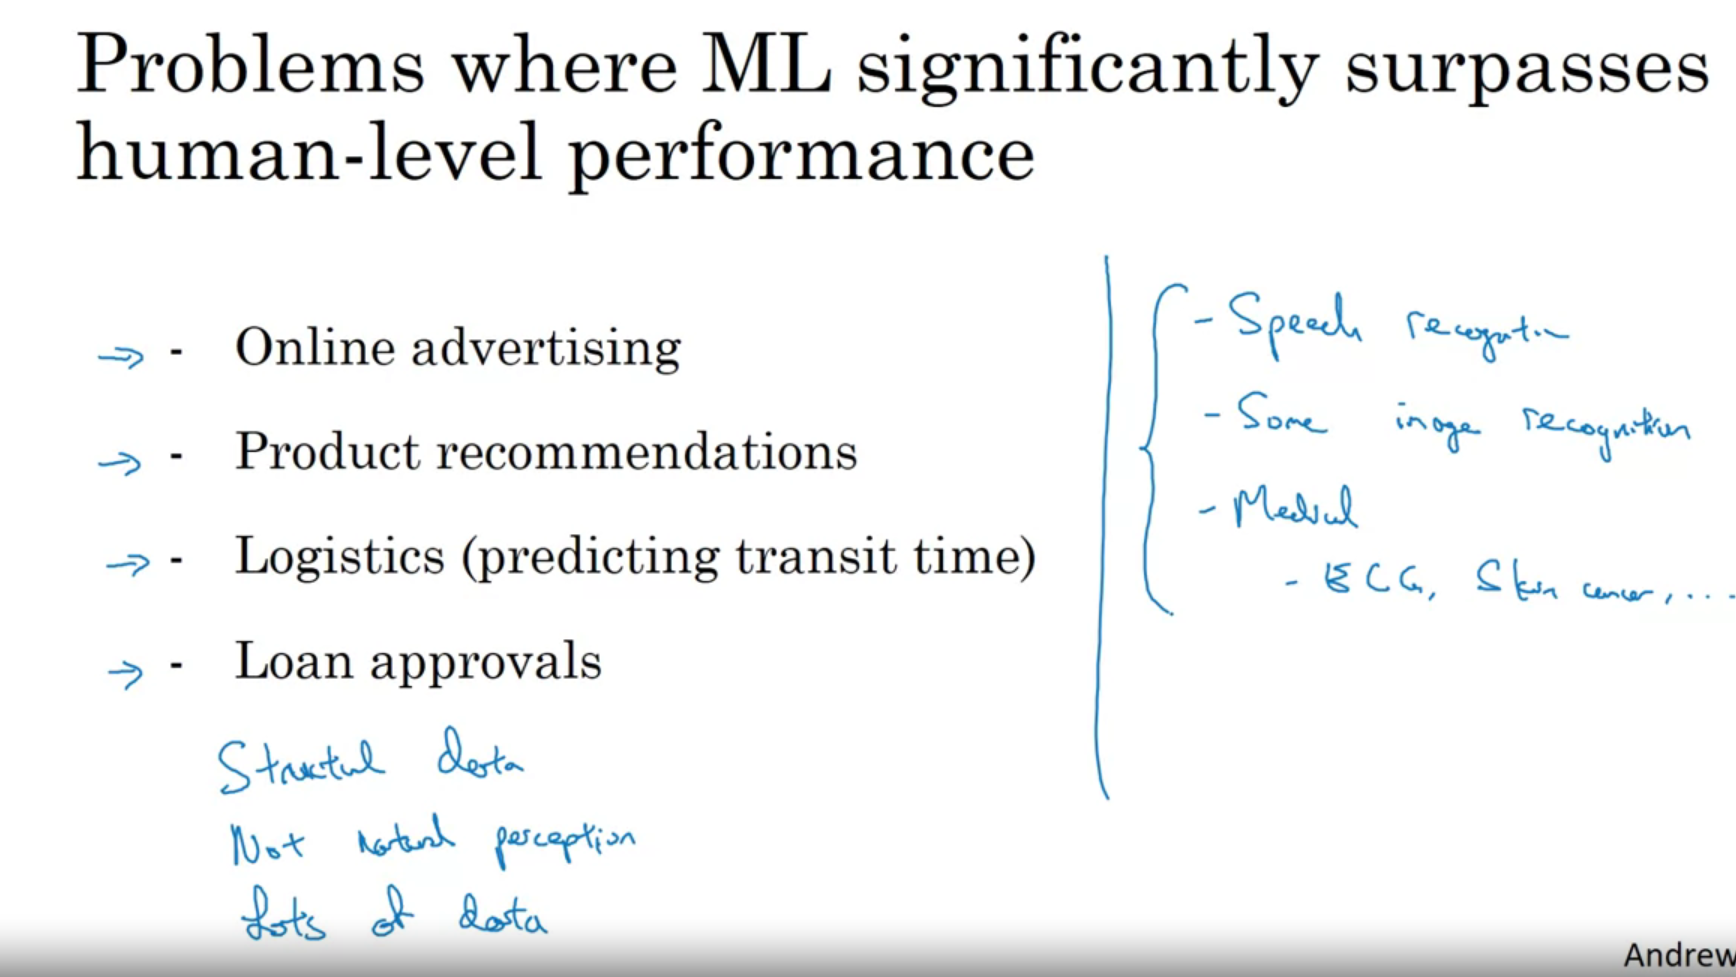 Problems where ML significantly surpasses
human-level performance
→ - Online advertising
→ - Product recommendations
→ - Logistics (predicting transit time)
→ - Loan approvals
Structul data
Not natural perception
Lots of data
- Speech recognition
- Some image recognition
- Medical
- ECG, Skin cancer, ...
Andrew